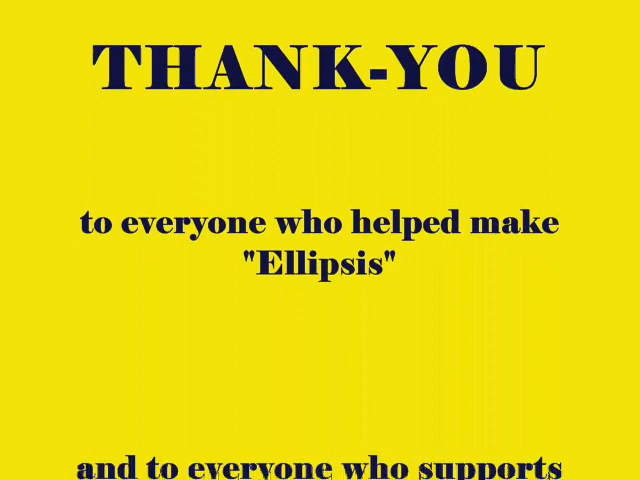 THANK-YOU
to everyone who helped make
"Ellipsis"
and to everyone who supports